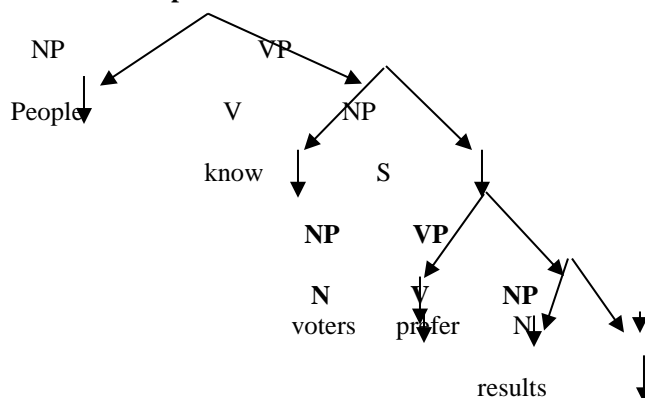 NP VP
People V NP
know S
NP VP
N V NP
voters prefer N
results